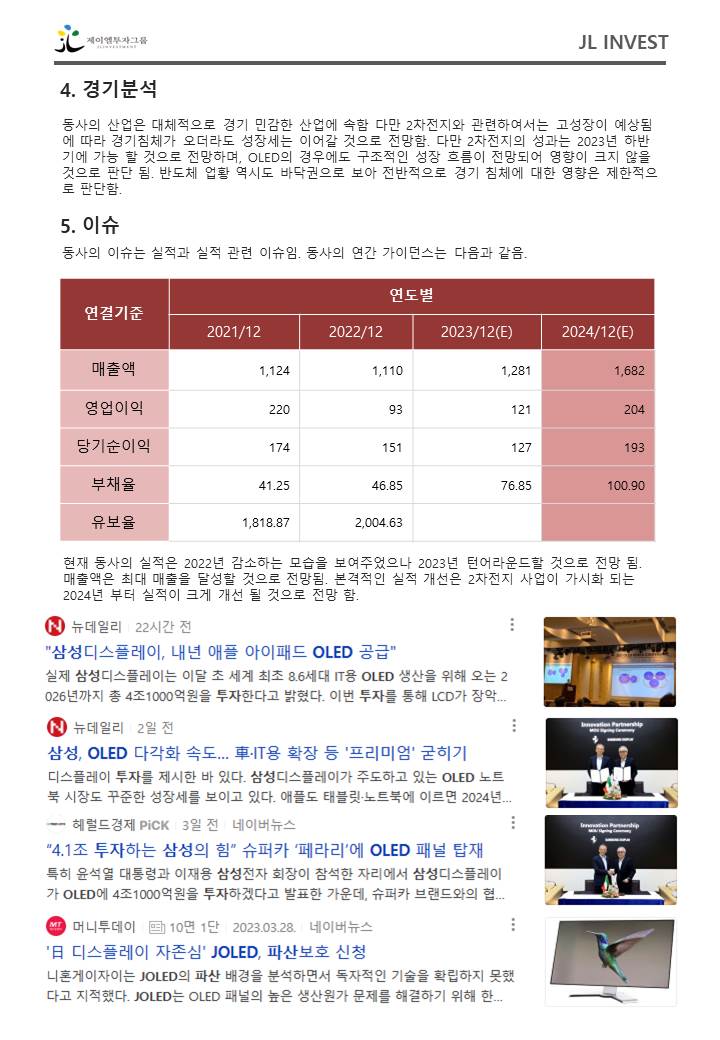 제이엘투자그룹
JL INVESTMENT
JL INVEST
4. 경기분석
동사의 산업은 대체적으로 경기 민감한 산업에 속함 다만 2차전지와 관련하여서는 고성장이 예상됨
에 따라 경기침체가 오더라도 성장세는 이어갈 것으로 전망함. 다만 2차전지의 성과는 2023년 하반
기에 가능 할 것으로 전망하며, OLED의 경우에도 구조적인 성장 흐름이 전망되어 영향이 크지 않을
것으로 판단 됨. 반도체 업황 역시도 바닥권으로 보아 전반적으로 경기 침체에 대한 영향은 제한적으
로 판단함.
5. 이슈
동사의 이슈는 실적과 실적 관련 이슈임. 동사의 연간 가이던스는 다음과 같음.
연결기준 연도별
2021/12 2022/12 2023/12(E) 2024/12(E)
매출액 1,124 1,110 1,281 1,682
영업이익 220 93 121 204
당기순이익 174 151 127 193
부채율 41.25 46.85 76.85 100.90
유보율 1,818.87 2,004.63
현재 동사의 실적은 2022년 감소하는 모습을 보여주었으나 2023년 턴어라운드할 것으로 전망 됨.
매출액은 최대 매출을 달성할 것으로 전망됨. 본격적인 실적 개선은 2차전지 사업이 가시화 되는
2024년 부터 실적이 크게 개선 될 것으로 전망 함.
뉴데일리 22시간 전
"삼성디스플레이, 내년 애플 아이패드 OLED 공급"
실제 삼성디스플레이는 이달 초 세계 최초 8.6세대 IT용 OLED 생산을 위해 오는 2
026년까지 총 4조1000억원을 투자한다고 밝혔다. 이번 투자를 통해 LCD가 장악...
뉴데일리 2일 전
삼성, OLED 다각화 속도... 車·IT용 확장 등 '프리미엄' 굳히기
디스플레이 투자를 제시한 바 있다. 삼성디스플레이가 주도하고 있는 OLED 노트
북 시장도 꾸준한 성장세를 보이고 있다. 애플도 태블릿·노트북에 이르면 2024년...
Innovation Partnership
MOU Signing Ceremony
SAMSUNG DISPLAY
헤럴드경제 PiCK 3일 전 네이버뉴스
“4.1조 투자하는 삼성의 힘” 슈퍼카 ‘페라리’에 OLED 패널 탑재
특히 윤석열 대통령과 이재용 삼성전자 회장이 참석한 자리에서 삼성디스플레이
가 OLED에 4조1000억원을 투자하겠다고 발표한 가운데, 슈퍼카 브랜드와의 협...
Innovation Partnership
MOU Signing Ceremony
SAMSUNG DISPLAY
MT 머니투데이 10면 1단 2023.03.28. 네이버뉴스
'日 디스플레이 자존심' JOLED, 파산보호 신청
니혼게이자이는 JOLED의 파산 배경을 분석하면서 독자적인 기술을 확립하지 못했
다고 지적했다. JOLED는 OLED 패널의 높은 생산원가 문제를 해결하기 위해 한...